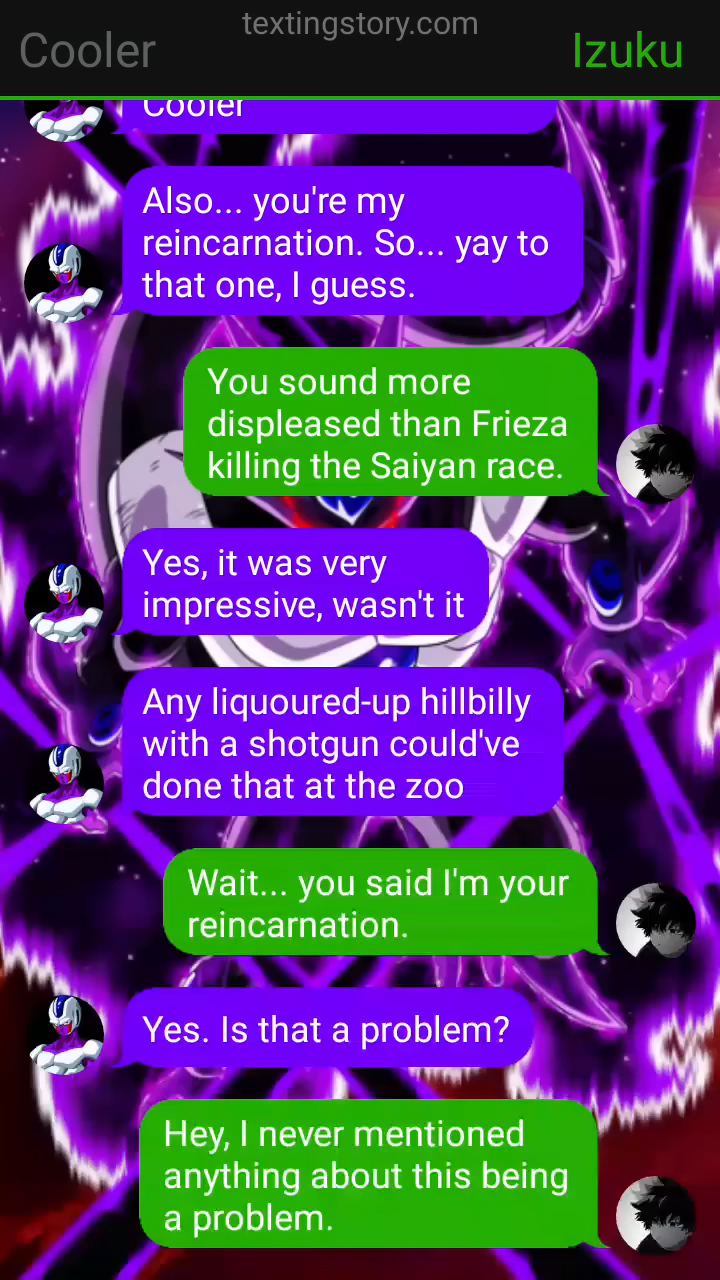 textingstory.com
Cooler
Izuku
Cooler
Also... you're my
reincarnation. So... yay to
that one, I guess.
You sound more
displeased than Frieza
killing the Saiyan race.
Yes, it was very
impressive, wasn't it
Any liquoured-up hillbilly
with a shotgun could've
done that at the zoo
Wait... you said I'm your
reincarnation.
Yes. Is that a problem?
Hey, I never mentioned
anything about this being
a problem.